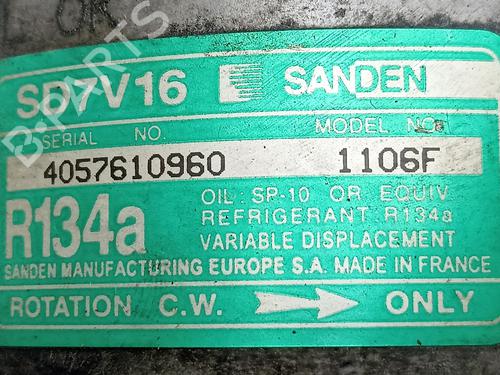 SD7V16 SANDEN
SERIAL NO. MODEL NO.
4057610960 1106F
R134a
OIL: SP-10 OR EQUIV
REFRIGERANT: R134a
VARIABLE DISPLACEMENT
SANDEN MANUFACTURING EUROPE S.A. MADE IN FRANCE
ROTATION C.W. ONLY
B-PARTS